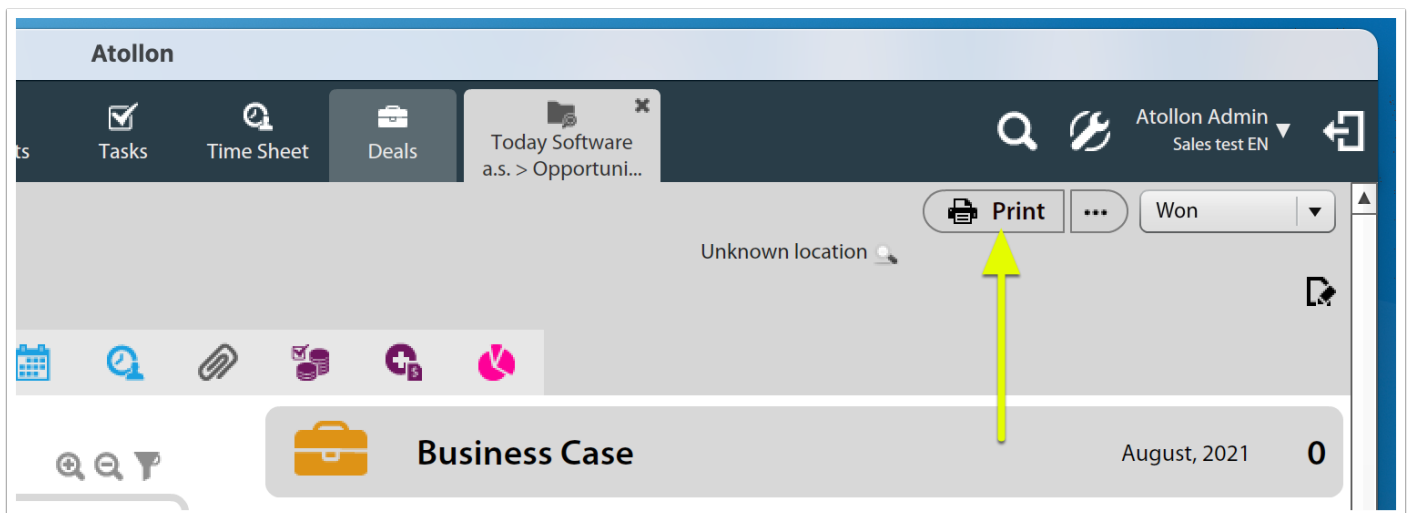 Atollon
ts
Tasks
Time Sheet
Deals
Today Software
a.s. > Opportuni...
Atollon Admin
Sales test EN
Print
Won
Unknown location
Business Case
August, 2021
0